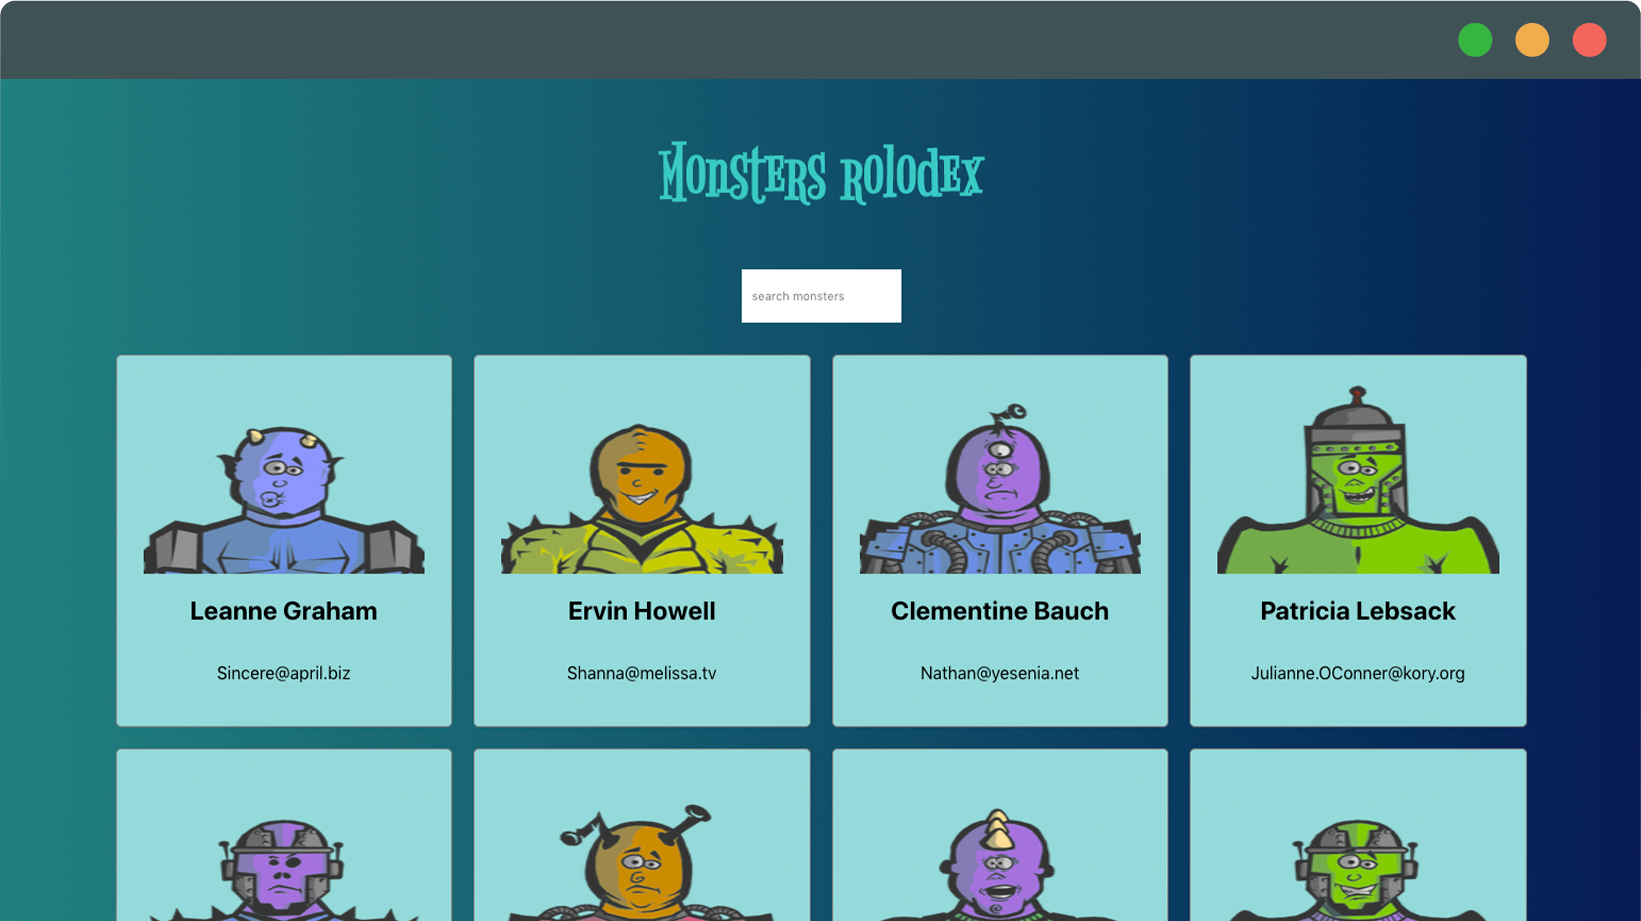 Monsters Rolodex
search monsters
Leanne Graham
Sincere@april.biz
Ervin Howell
Shanna@melissa.tv
Clementine Bauch
Nathan@yesenia.net
Patricia Lebsack
Julianne.OConner@kory.org